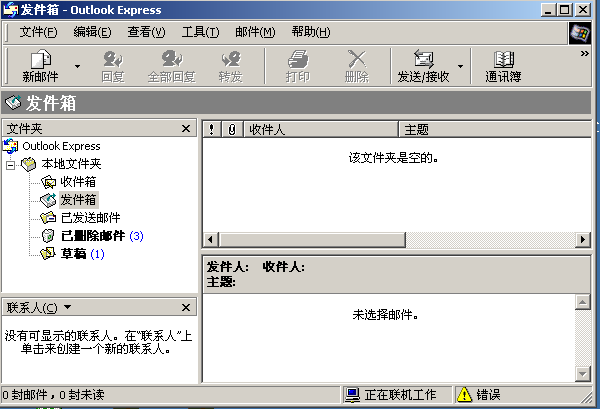 发件箱 - Outlook Express
文件(F) 编辑(E) 查看(V) 工具(T) 邮件(M) 帮助(H)
新邮件 回复 全部回复 转发 打印 删除 发送/接收 通讯簿 »
发件箱
文件夹
Outlook Express
本地文件夹
收件箱
发件箱
已发送邮件
已删除邮件 (3)
草稿 (1)
联系人(C)
没有可显示的联系人。在“联系人”上
单击来创建一个新的联系人。
! 收件人 主题
该文件夹是空的。
发件人: 收件人:
主题:
未选择邮件。
0 封邮件，0 封未读 正在联机工作 错误